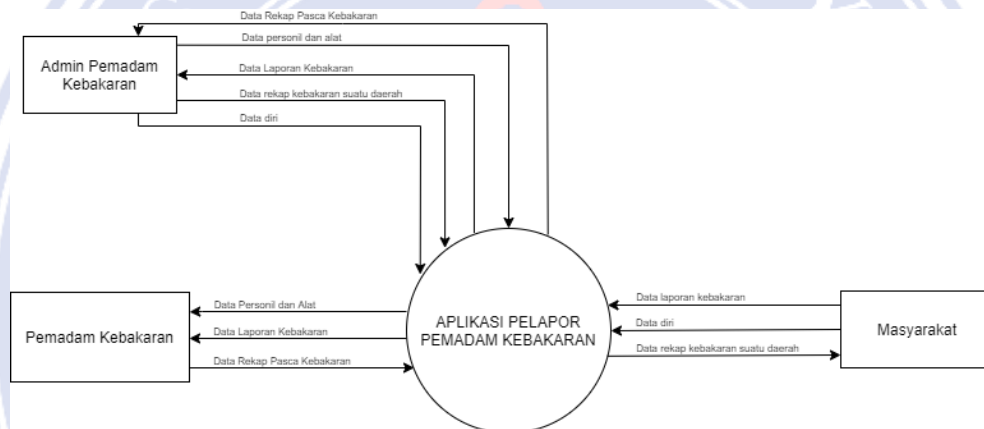 Data Rekap Pasca Kebakaran
Data personil dan alat
Admin Pemadam
Kebakaran
Data Laporan Kebakaran
Data rekap kebakaran suatu daerah
Data diri
Pemadam Kebakaran
Data Personil dan Alat
Data Laporan Kebakaran
Data Rekap Pasca Kebakaran
APLIKASI PELAPOR
PEMADAM KEBAKARAN
Data laporan kebakaran
Data diri
Data rekap kebakaran suatu daerah
Masyarakat